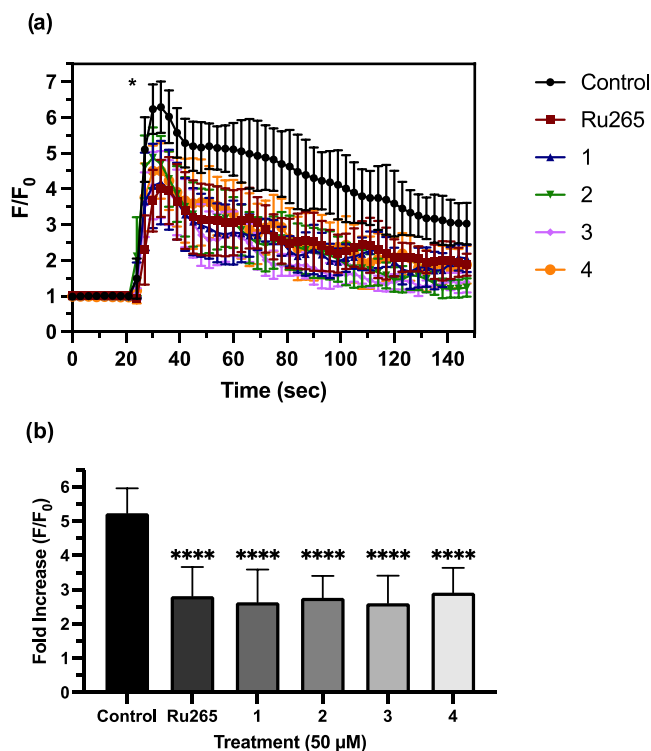 (a)
*
7
6
5
4
3
2
1
0
F/F0
0 20 40 60 80 100 120 140
Time (sec)
Control
Ru265
1
2
3
4
(b)
6
5
4
3
2
1
0
Fold Increase (F/F0)
**** **** **** **** ****
Control Ru265 1 2 3 4
Treatment (50 µM)